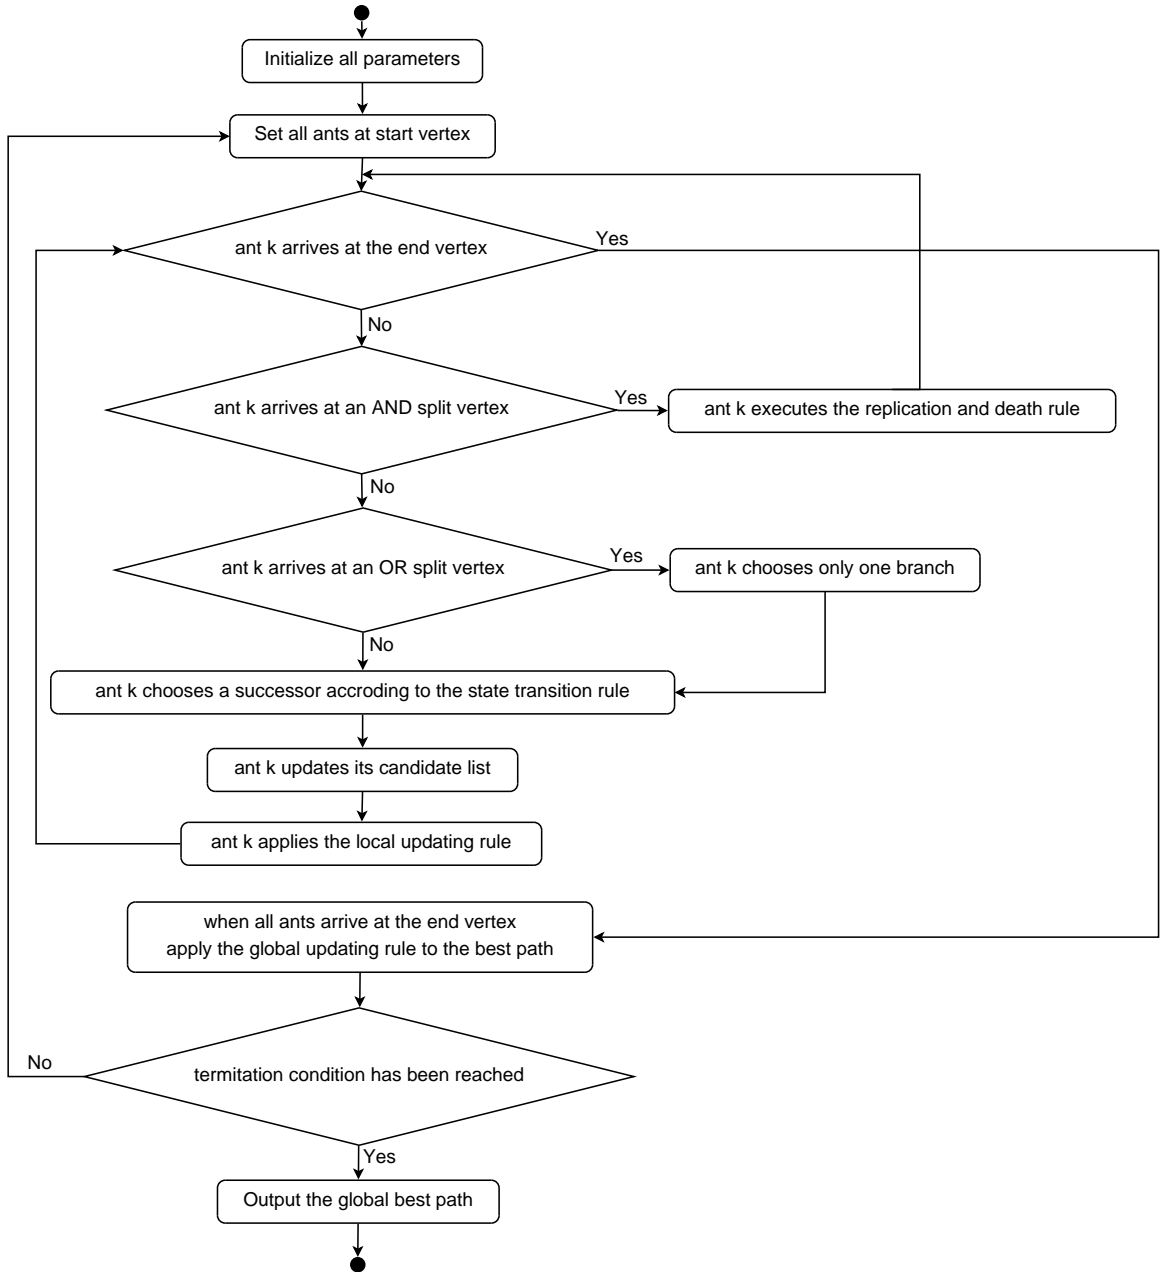 Initialize all parameters
Set all ants at start vertex
ant k arrives at the end vertex
Yes
No
ant k arrives at an AND split vertex
Yes
ant k executes the replication and death rule
No
ant k arrives at an OR split vertex
Yes
ant k chooses only one branch
No
ant k chooses a successor accroding to the state transition rule
ant k updates its candidate list
ant k applies the local updating rule
when all ants arrive at the end vertex
apply the global updating rule to the best path
No
termitation condition has been reached
Yes
Output the global best path